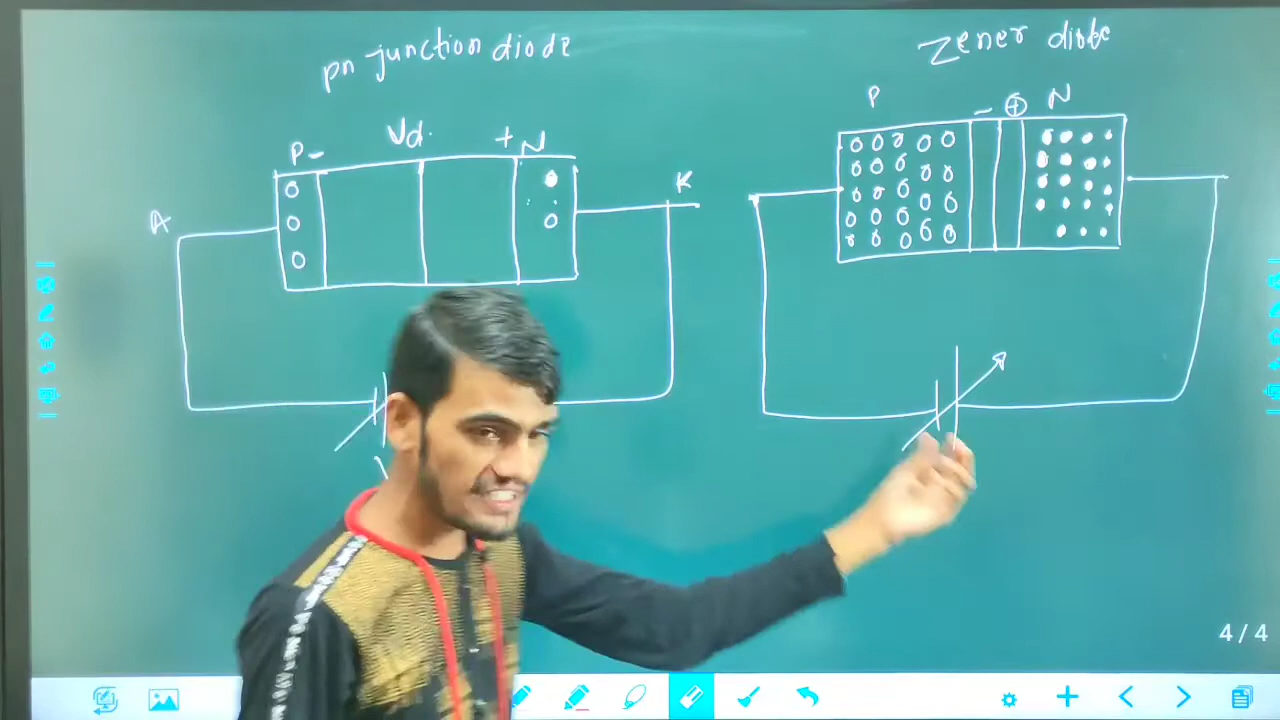 pn junction diode
Zener diode
P - Vd. + N
A
K
P - + N
4/4